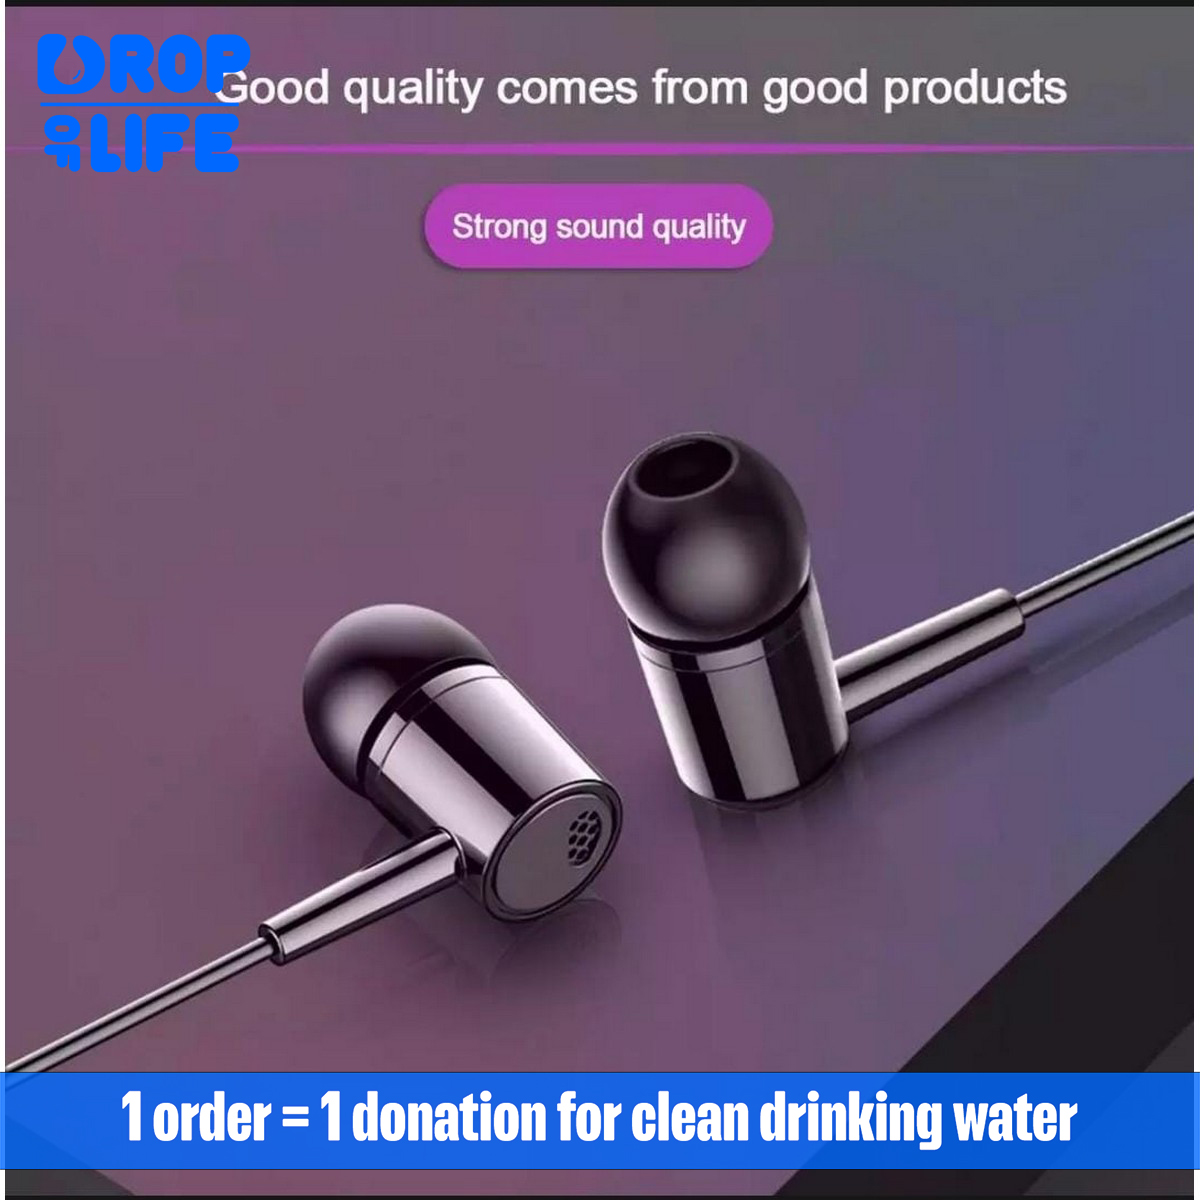 DROP
OF LIFE
Good quality comes from good products
Strong sound quality
1 order = 1 donation for clean drinking water